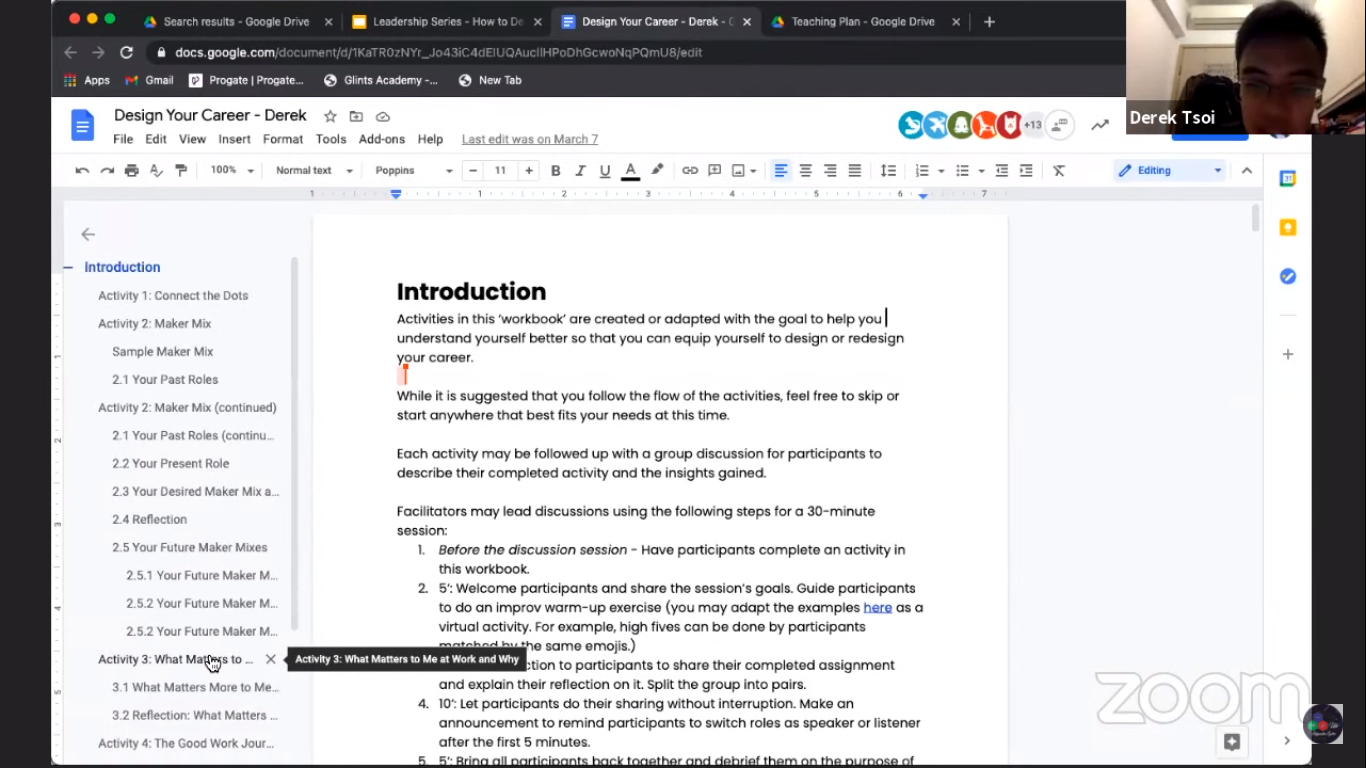 Search results - Google Drive
Leadership Series - How to De
Design Your Career - Derek - G
Teaching Plan - Google Drive
docs.google.com/document/d/1KaTR0zNYr_Jo43iC4dEIUQAucIlHPoDhGcwoNqPQmU8/edit
Apps
Gmail
Progate | Progate...
Glints Academy -...
New Tab
Derek Tsoi
Design Your Career - Derek
File Edit View Insert Format Tools Add-ons Help Last edit was on March 7
+13
100% Normal text Poppins 11 B I U A Editing
1 1 2 3 4 5 6 7
Introduction
Activity 1: Connect the Dots
Activity 2: Maker Mix
Sample Maker Mix
2.1 Your Past Roles
Activity 2: Maker Mix (continued)
2.1 Your Past Roles (continu...
2.2 Your Present Role
2.3 Your Desired Maker Mix a...
2.4 Reflection
2.5 Your Future Maker Mixes
2.5.1 Your Future Maker M...
2.5.2 Your Future Maker M...
2.5.2 Your Future Maker M...
Activity 3: What Matters to ...
Activity 3: What Matters to Me at Work and Why
3.1 What Matters More to Me...
3.2 Reflection: What Matters ...
Activity 4: The Good Work Jour...
Introduction
Activities in this ‘workbook’ are created or adapted with the goal to help you
understand yourself better so that you can equip yourself to design or redesign
your career.
While it is suggested that you follow the flow of the activities, feel free to skip or
start anywhere that best fits your needs at this time.
Each activity may be followed up with a group discussion for participants to
describe their completed activity and the insights gained.
Facilitators may lead discussions using the following steps for a 30-minute
session:
1. Before the discussion session - Have participants complete an activity in
this workbook.
2. 5’: Welcome participants and share the session’s goals. Guide participants
to do an improv warm-up exercise (you may adapt the examples here as a
virtual activity. For example, high fives can be done by participants
matched by the same emojis.)
ction to participants to share their completed assignment
and explain their reflection on it. Split the group into pairs.
4. 10’: Let participants do their sharing without interruption. Make an
announcement to remind participants to switch roles as speaker or listener
after the first 5 minutes.
5. 5’: Bring all participants back together and debrief them on the purpose of
zoom